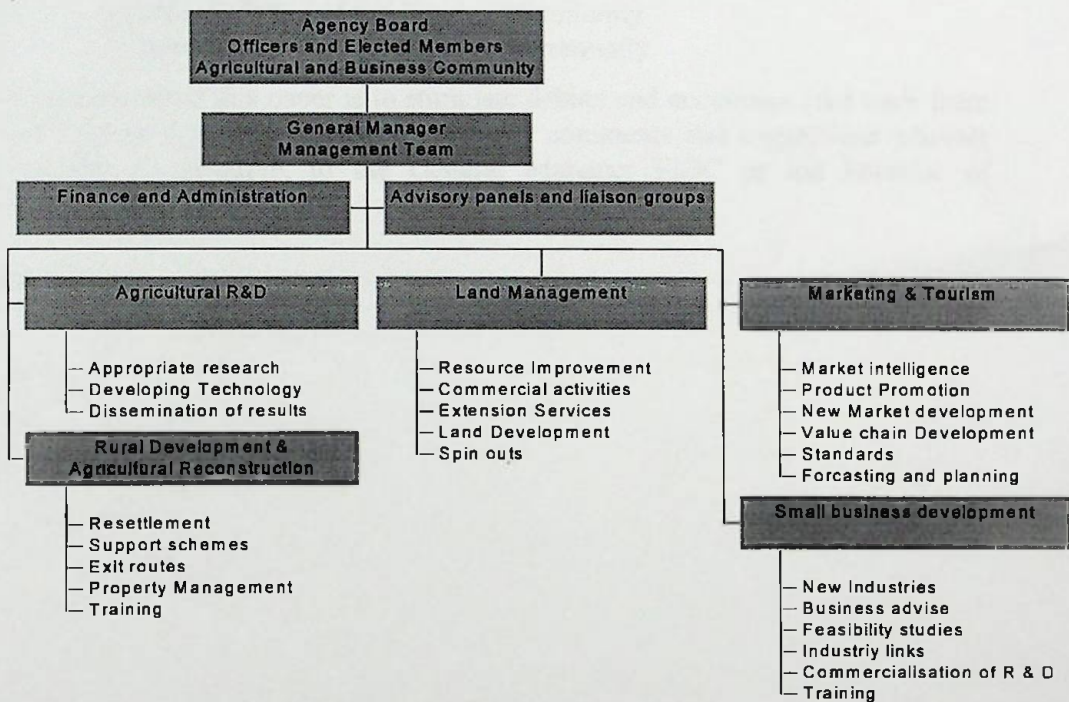 Agency Board
Officers and Elected Members
Agricultural and Business Community
General Manager
Management Team
Finance and Administration
Advisory panels and liaison groups
Agricultural R&D
Appropriate research
Developing Technology
Dissemination of results
Rural Development &
Agricultural Reconstruction
Resettlement
Support schemes
Exit routes
Property Management
Training
Land Management
Resource Improvement
Commercial activities
Extension Services
Land Development
Spin outs
Marketing & Tourism
Market intelligence
Product Promotion
New Market development
Value chain Development
Standards
Forcasting and planning
Small business development
New Industries
Business advise
Feasibility studies
Industriy links
Commercialisation of R & D
Training